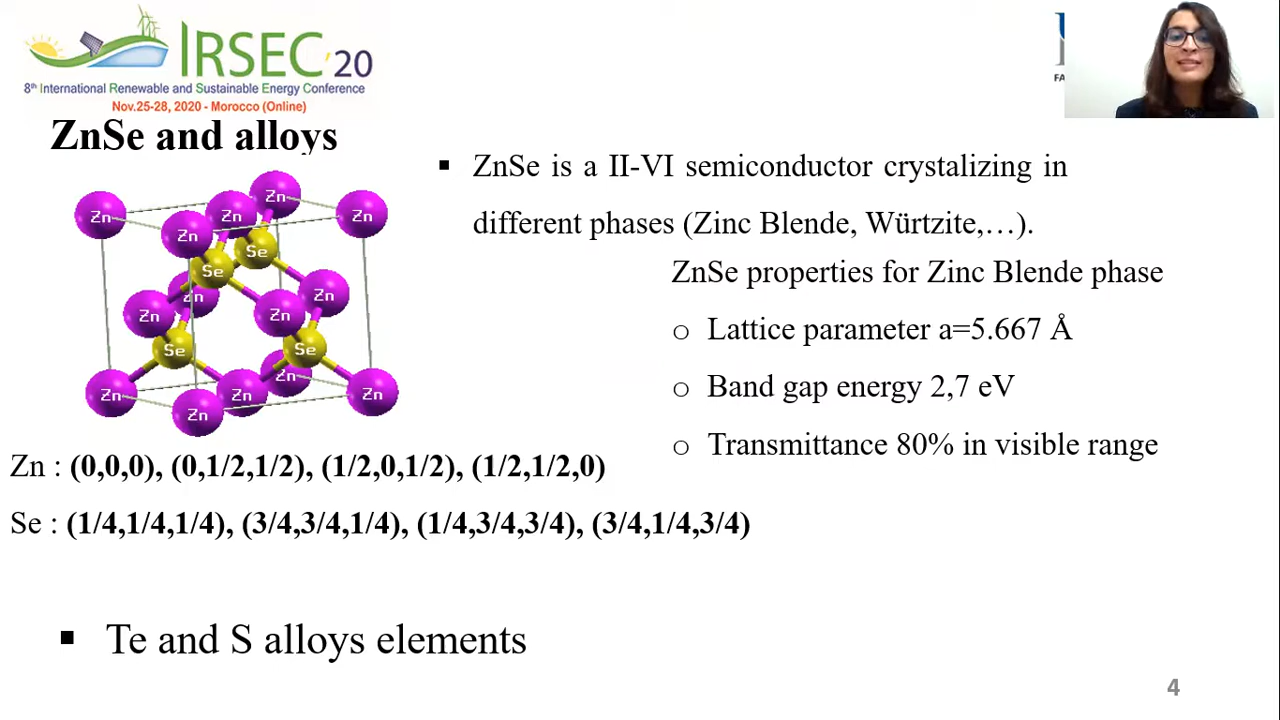 IRSEC'20
8th International Renewable and Sustainable Energy Conference
Nov.25-28, 2020 - Morocco (Online)
FA
ZnSe and alloys
▪ ZnSe is a II-VI semiconductor crystalizing in
different phases (Zinc Blende, Würtzite,…).
ZnSe properties for Zinc Blende phase
o Lattice parameter a=5.667 Å
o Band gap energy 2,7 eV
o Transmittance 80% in visible range
Zn
Zn
Zn
Zn
Zn
Se
Se
Zn
Zn
Zn
Zn
Se
Se
Zn
Zn
Zn
Zn
Zn
Zn : (0,0,0), (0,1/2,1/2), (1/2,0,1/2), (1/2,1/2,0)
Se : (1/4,1/4,1/4), (3/4,3/4,1/4), (1/4,3/4,3/4), (3/4,1/4,3/4)
▪ Te and S alloys elements
4